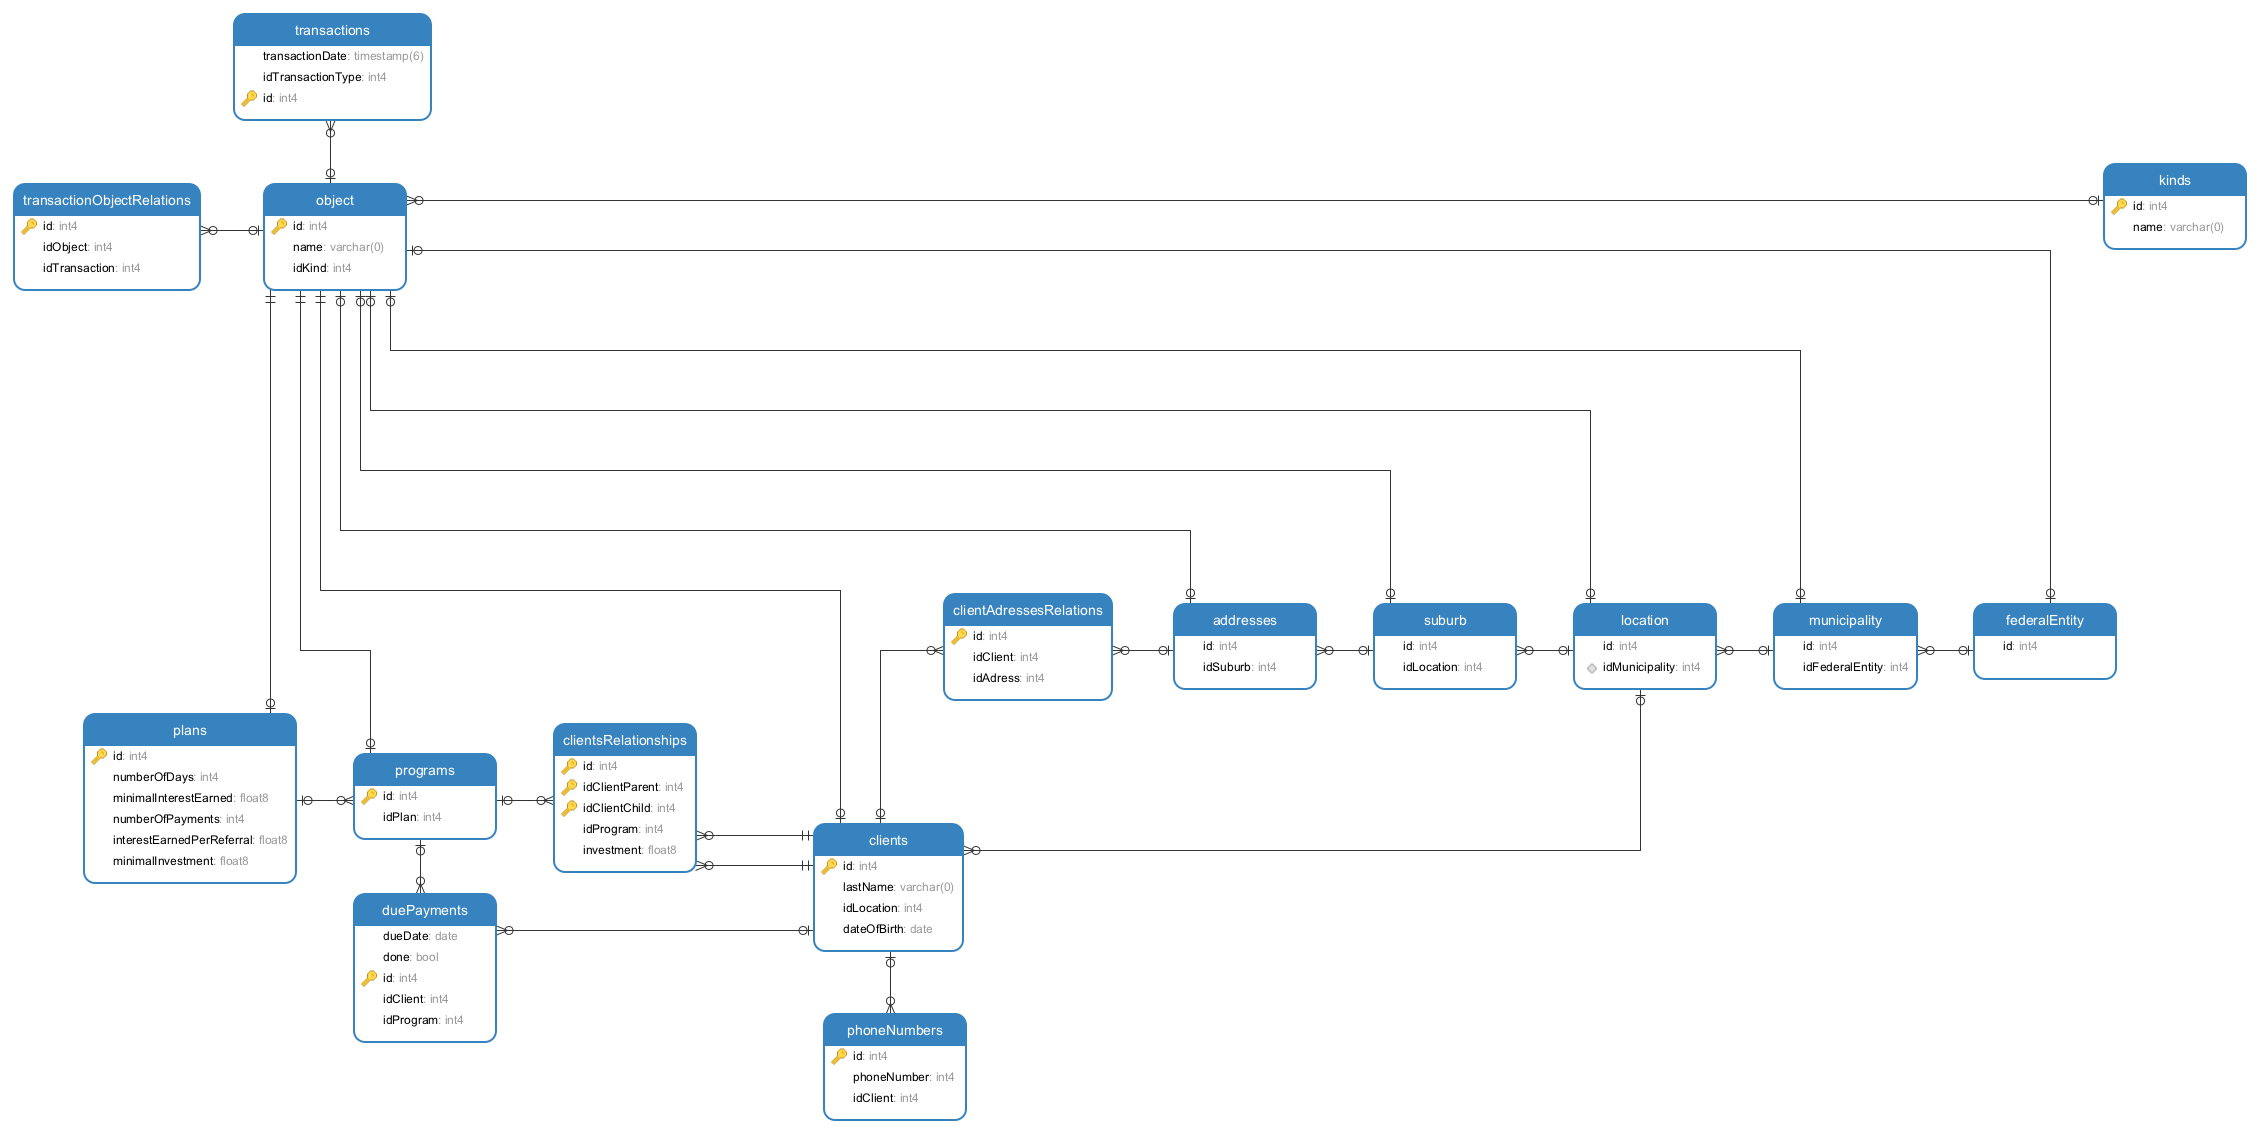 transactions
transactionDate: timestamp(6)
idTransactionType: int4
id: int4
transactionObjectRelations
id: int4
idObject: int4
idTransaction: int4
object
id: int4
name: varchar(0)
idKind: int4
kinds
id: int4
name: varchar(0)
clientAdressesRelations
id: int4
idClient: int4
idAdress: int4
addresses
id: int4
idSuburb: int4
suburb
id: int4
idLocation: int4
location
id: int4
idMunicipality: int4
municipality
id: int4
idFederalEntity: int4
federalEntity
id: int4
plans
id: int4
numberOfDays: int4
minimalInterestEarned: float8
numberOfPayments: int4
interestEarnedPerReferral: float8
minimalInvestment: float8
programs
id: int4
idPlan: int4
clientsRelationships
id: int4
idClientParent: int4
idClientChild: int4
idProgram: int4
investment: float8
clients
id: int4
lastName: varchar(0)
idLocation: int4
dateOfBirth: date
duePayments
dueDate: date
done: bool
id: int4
idClient: int4
idProgram: int4
phoneNumbers
id: int4
phoneNumber: int4
idClient: int4